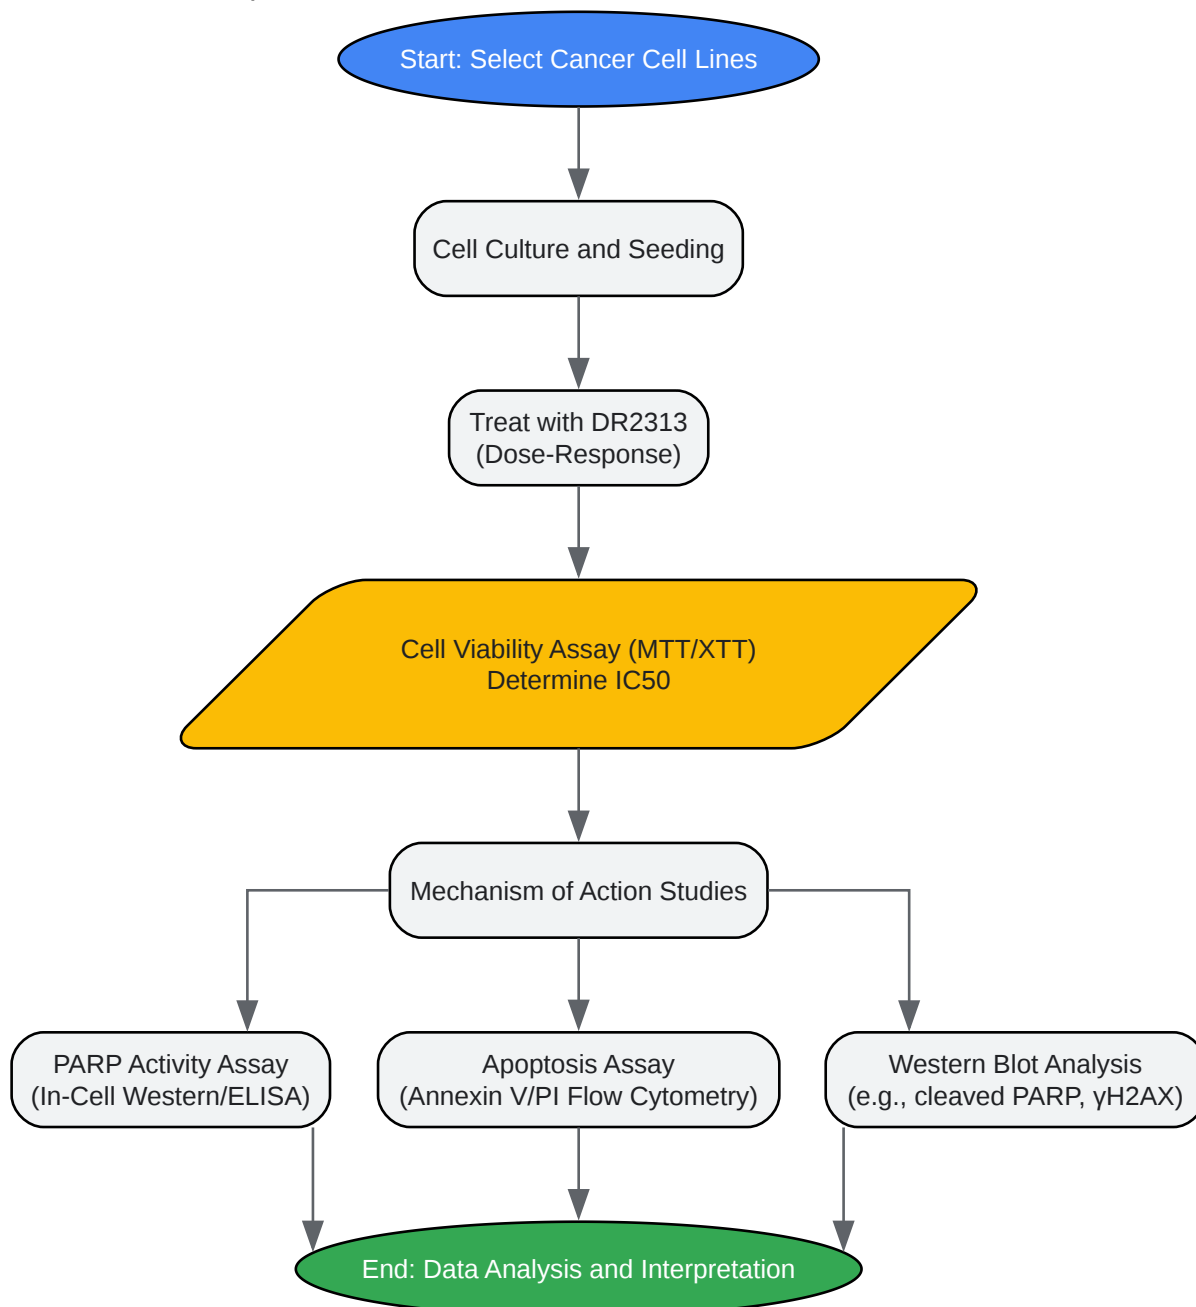 Start: Select Cancer Cell Lines
Cell Culture and Seeding
Treat with DR2313
(Dose-Response)
Cell Viability Assay (MTT/XTT)
Determine IC50
Mechanism of Action Studies
PARP Activity Assay
(In-Cell Western/ELISA)
Apoptosis Assay
(Annexin V/PI Flow Cytometry)
Western Blot Analysis
(e.g., cleaved PARP, γH2AX)
End: Data Analysis and Interpretation